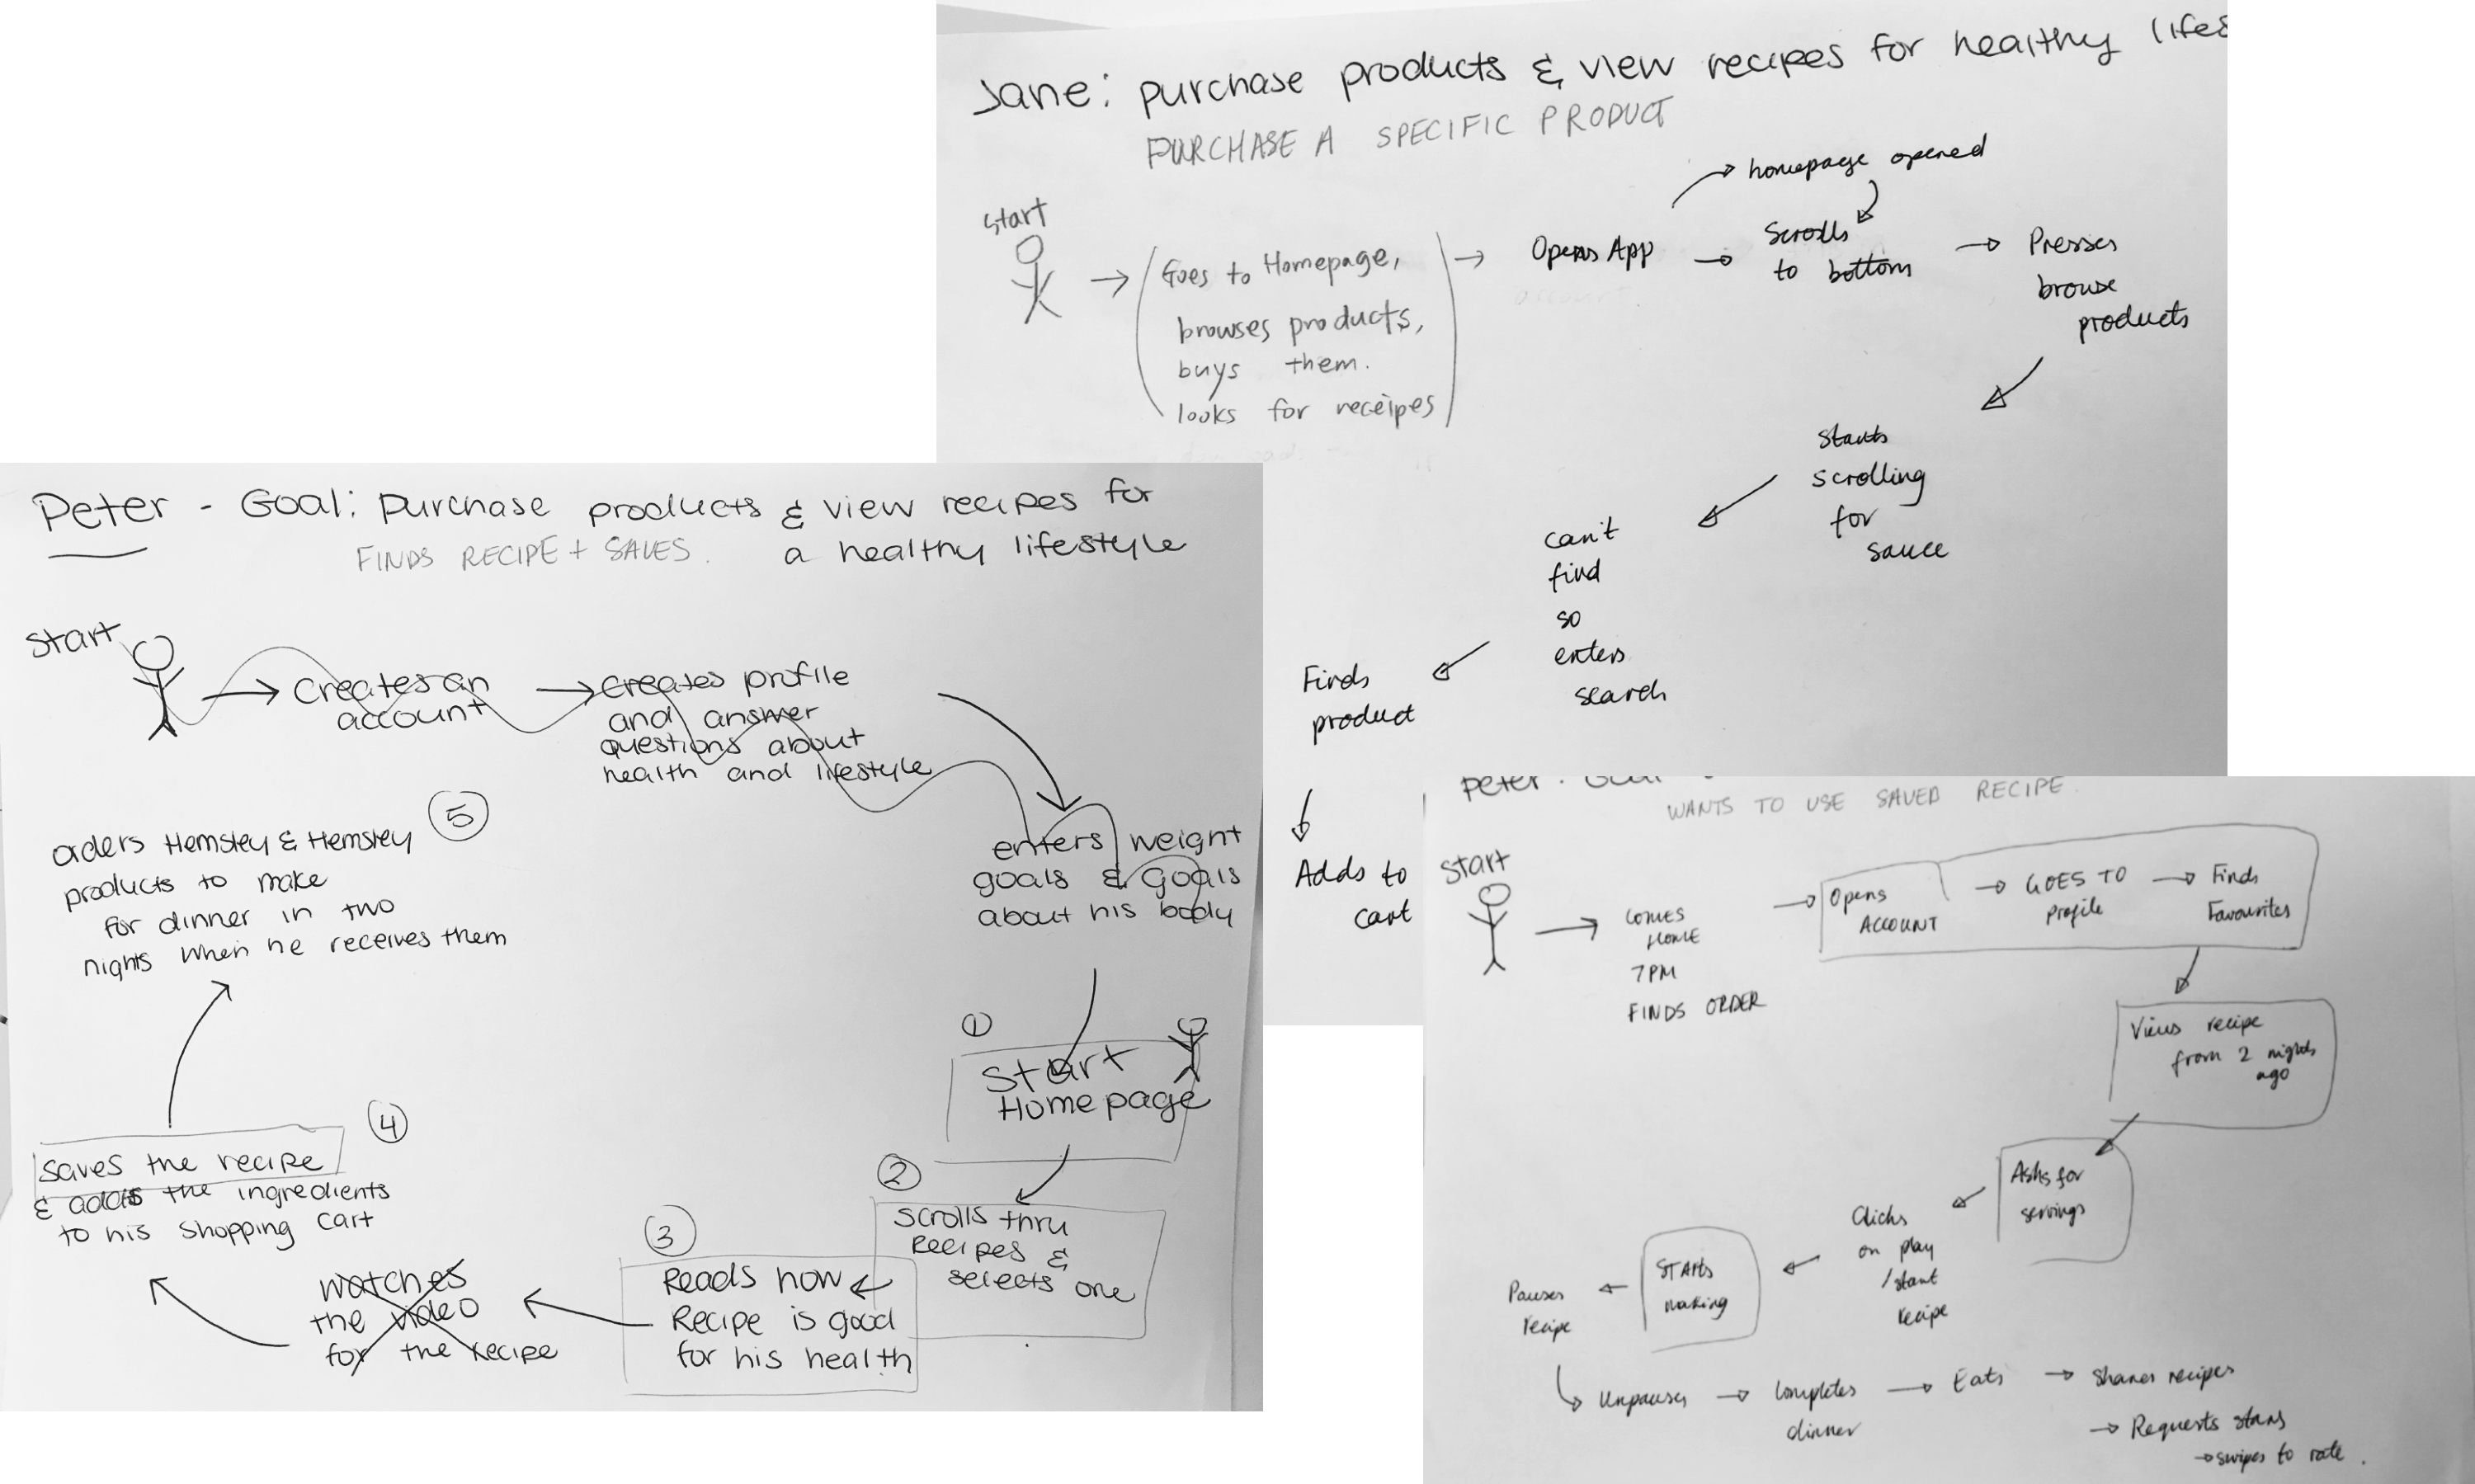 Jane: purchase products & view recipes for healthy
PURCHASE A SPECIFIC PRODUCT
Start
(Goes to Homepage,
browses products,
buys them.
looks for receipes)
Opens App
homepage opened
Scrolls
to bottom
Presses
browse
products
Starts
scrolling
for
sauce
can't
find
so
enters
search
Finds
product
Adds to
cart
Peter - Goal: Purchase products & view recipes for
a healthy lifestyle
FINDS RECIPE + SAVES.
Start
Creates an
account
creates profile
and answer
questions about
health and lifestyle
enters weight
goals & goals
about his body
1
Start
Homepage
2
Scrolls thru
Recipes &
selects one
3
Reads how
Recipe is good
for his health
watches
the video
for the recipe
4
saves the recipe
& adds the ingredients
to his shopping cart
5
orders Hemsley & Hemsley
products to make
for dinner in two
nights when he receives them
Peter
WANTS TO USE SAVED RECIPE
Start
Comes
HOME
7PM
FINDS ORDER
Opens
ACCOUNT
GOES TO
Profile
Finds
Favourites
Views recipe
from 2 nights
ago
Asks for
servings
Clicks
on play
/start
recipe
STARTS
making
Pauses
recipe
Unpauses
Completes
dinner
Eats
Shares recipes
Requests stars
swipes to rate.